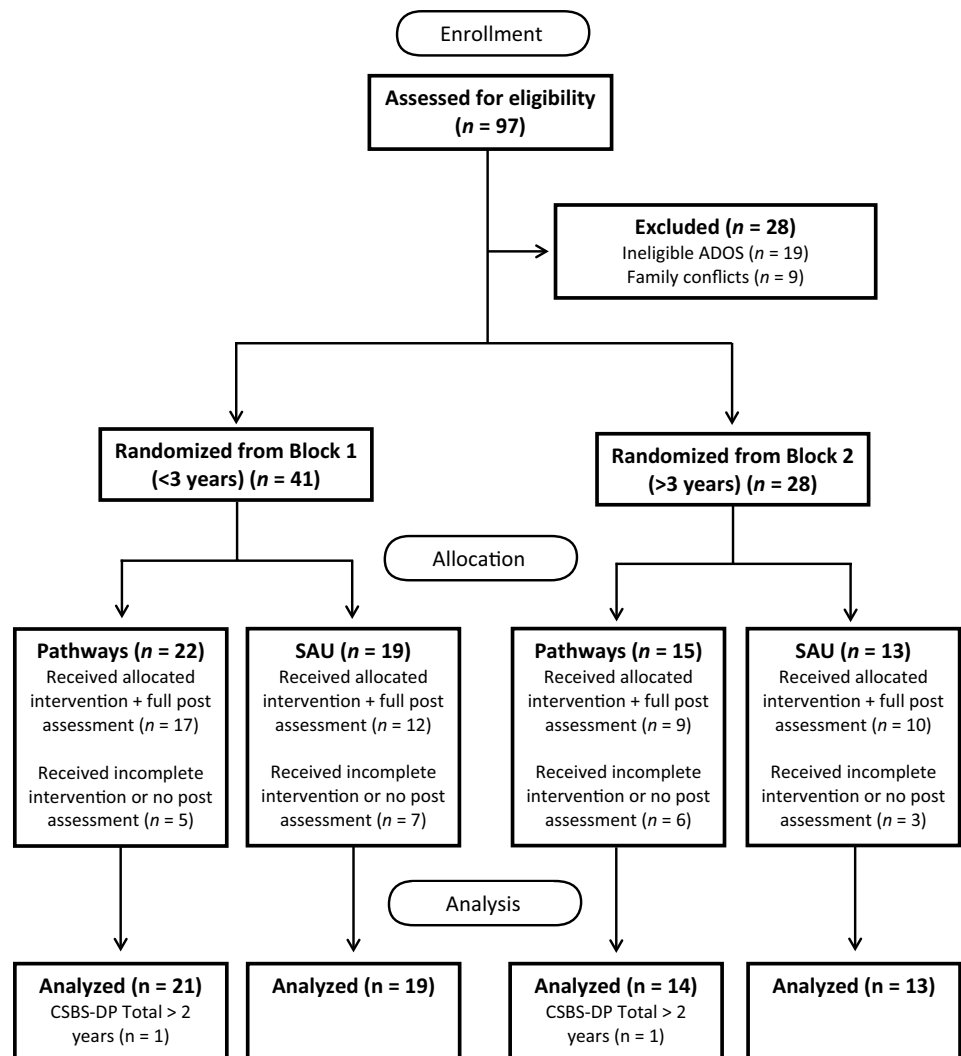 Enrollment
Assessed for eligibility
(n = 97)
Excluded (n = 28)
Ineligible ADOS (n = 19)
Family conflicts (n = 9)
Randomized from Block 1
(<3 years) (n = 41)
Randomized from Block 2
(>3 years) (n = 28)
Allocation
Pathways (n = 22)
Received allocated
intervention + full post
assessment (n = 17)
Received incomplete
intervention or no post
assessment (n = 5)
SAU (n = 19)
Received allocated
intervention + full post
assessment (n = 12)
Received incomplete
intervention or no post
assessment (n = 7)
Pathways (n = 15)
Received allocated
intervention + full post
assessment (n = 9)
Received incomplete
intervention or no post
assessment (n = 6)
SAU (n = 13)
Received allocated
intervention + full post
assessment (n = 10)
Received incomplete
intervention or no post
assessment (n = 3)
Analysis
Analyzed (n = 21)
CSBS-DP Total > 2
years (n = 1)
Analyzed (n = 19)
Analyzed (n = 14)
CSBS-DP Total > 2
years (n = 1)
Analyzed (n = 13)